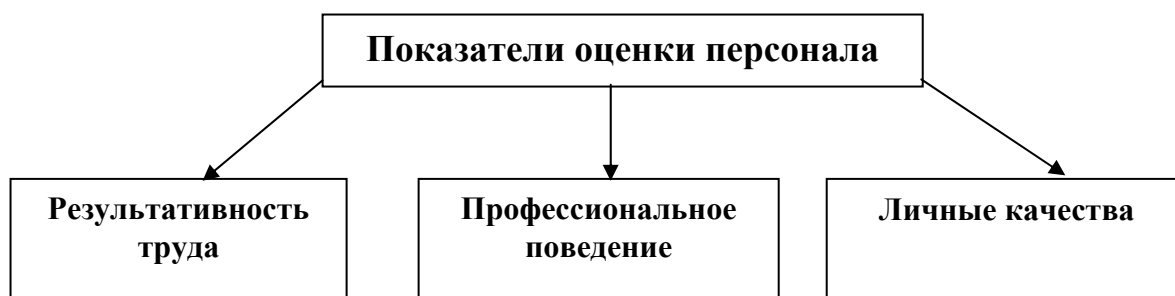 Показатели оценки персонала
Результативность
труда
Профессиональное
поведение
Личные качества